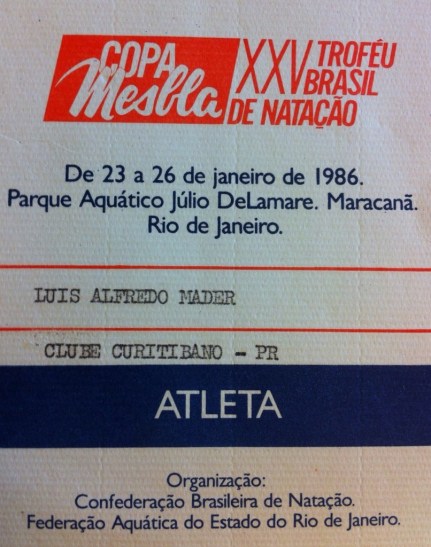 COPA
Mesbla
XXV TROFÉU
BRASIL
DE NATAÇÃO
De 23 a 26 de janeiro de 1986.
Parque Aquático Júlio DeLamare. Maracanã.
Rio de Janeiro.
LUIS ALFREDO MADER
CLUBE CURITIBANO - PR
ATLETA
Organização:
Confederação Brasileira de Natação.
Federação Aquática do Estado do Rio de Janeiro.